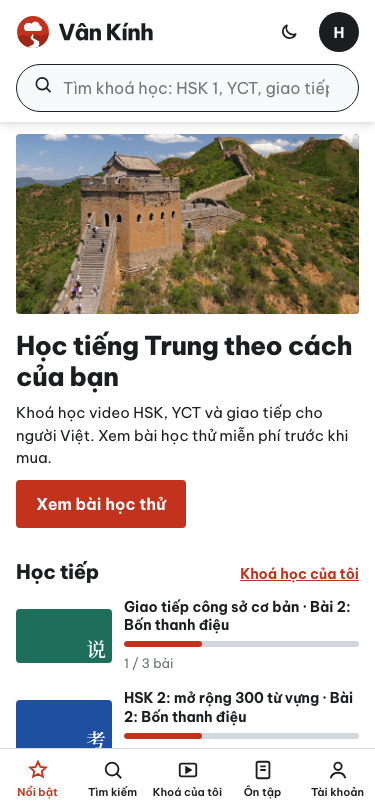 Vân Kính
H
Tìm khoá học: HSK 1, YCT, giao tiếp
Học tiếng Trung theo cách
của bạn
Khoá học video HSK, YCT và giao tiếp cho
người Việt. Xem bài học thử miễn phí trước khi
mua.
Xem bài học thử
Học tiếp
Khoá học của tôi
说
Giao tiếp công sở cơ bản · Bài 2:
Bốn thanh điệu
1 / 3 bài
考
HSK 2: mở rộng 300 từ vựng · Bài
2: Bốn thanh điệu
Nổi bật
Tìm kiếm
Khoá của tôi
Ôn tập
Tài khoản